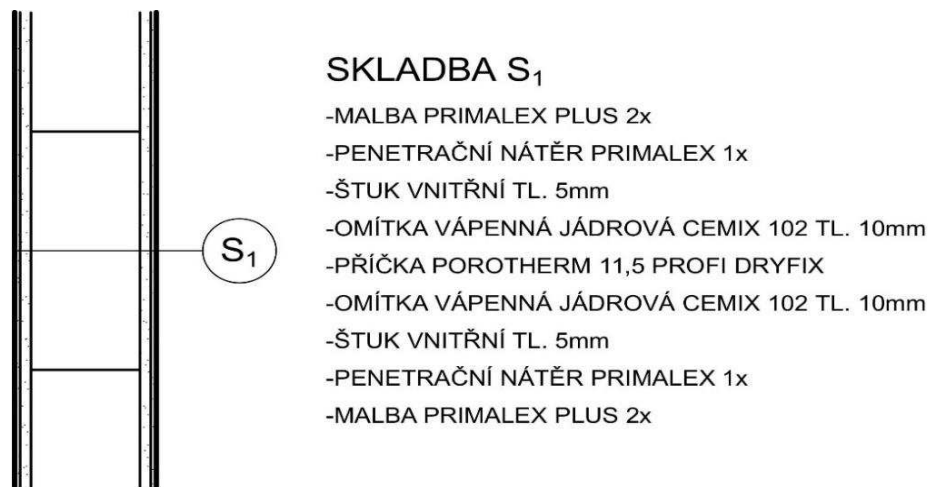 SKLADBA S₁
-MALBA PRIMALEX PLUS 2x
-PENETRAČNÍ NÁTĚR PRIMALEX 1x
-ŠTUK VNITŘNÍ TL. 5mm
-OMÍTKA VÁPENNÁ JÁDROVÁ CEMIX 102 TL. 10mm
S₁
-PŘÍČKA POROTHERM 11,5 PROFI DRYFIX
-OMÍTKA VÁPENNÁ JÁDROVÁ CEMIX 102 TL. 10mm
-ŠTUK VNITŘNÍ TL. 5mm
-PENETRAČNÍ NÁTĚR PRIMALEX 1x
-MALBA PRIMALEX PLUS 2x